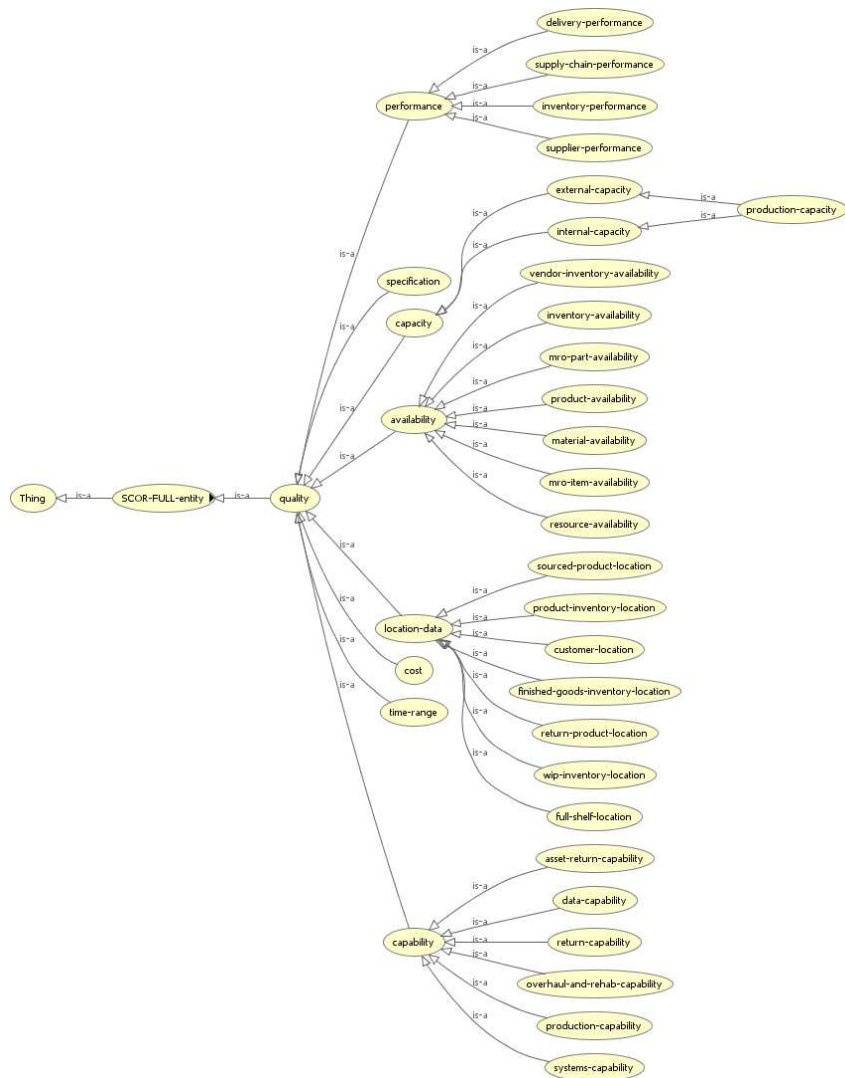 delivery-performance
is-a
supply-chain-performance
is-a
performance
is-a
inventory-performance
is-a
supplier-performance
external-capacity
is-a
production-capacity
is-a
is-a
internal-capacity
is-a
is-a
vendor-inventory-availability
specification
is-a
inventory-availability
capacity
is-a
is-a
mro-part-availability
is-a
product-availability
is-a
availability
is-a
material-availability
is-a
is-a
is-a
mro-item-availability
Thing
is-a
SCOR-FULL-entity
is-a
quality
is-a
resource-availability
is-a
sourced-product-location
is-a
is-a
product-inventory-location
is-a
location-data
is-a
customer-location
is-a
is-a
cost
is-a
finished-goods-inventory-location
is-a
time-range
is-a
return-product-location
is-a
wip-inventory-location
is-a
full-shelf-location
asset-return-capability
is-a
data-capability
is-a
capability
is-a
return-capability
is-a
overhaul-and-rehab-capability
is-a
production-capability
is-a
systems-capability